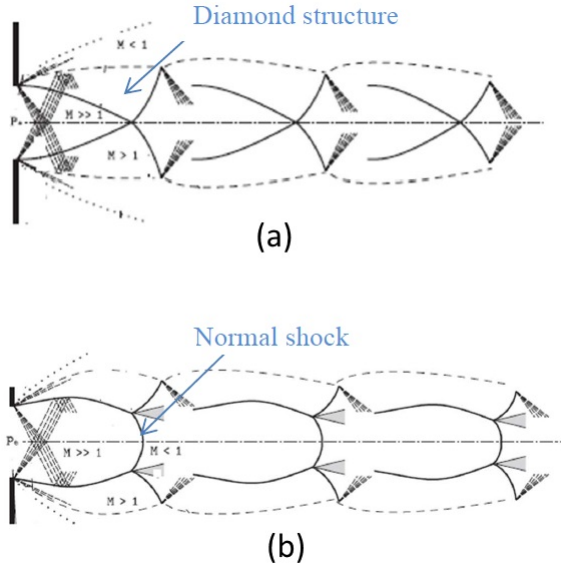 Diamond structure
M < 1
Pe
M >> 1
M > 1
(a)
Normal shock
Pe
M >> 1
M < 1
M > 1
(b)